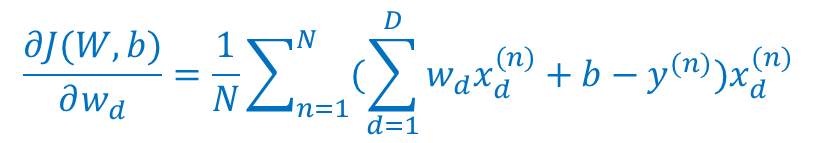 ∂J(W, b)/∂w_d = 1/N ∑_{n=1}^{N} (∑_{d=1}^{D} w_d x_d^{(n)} + b − y^{(n)}) x_d^{(n)}